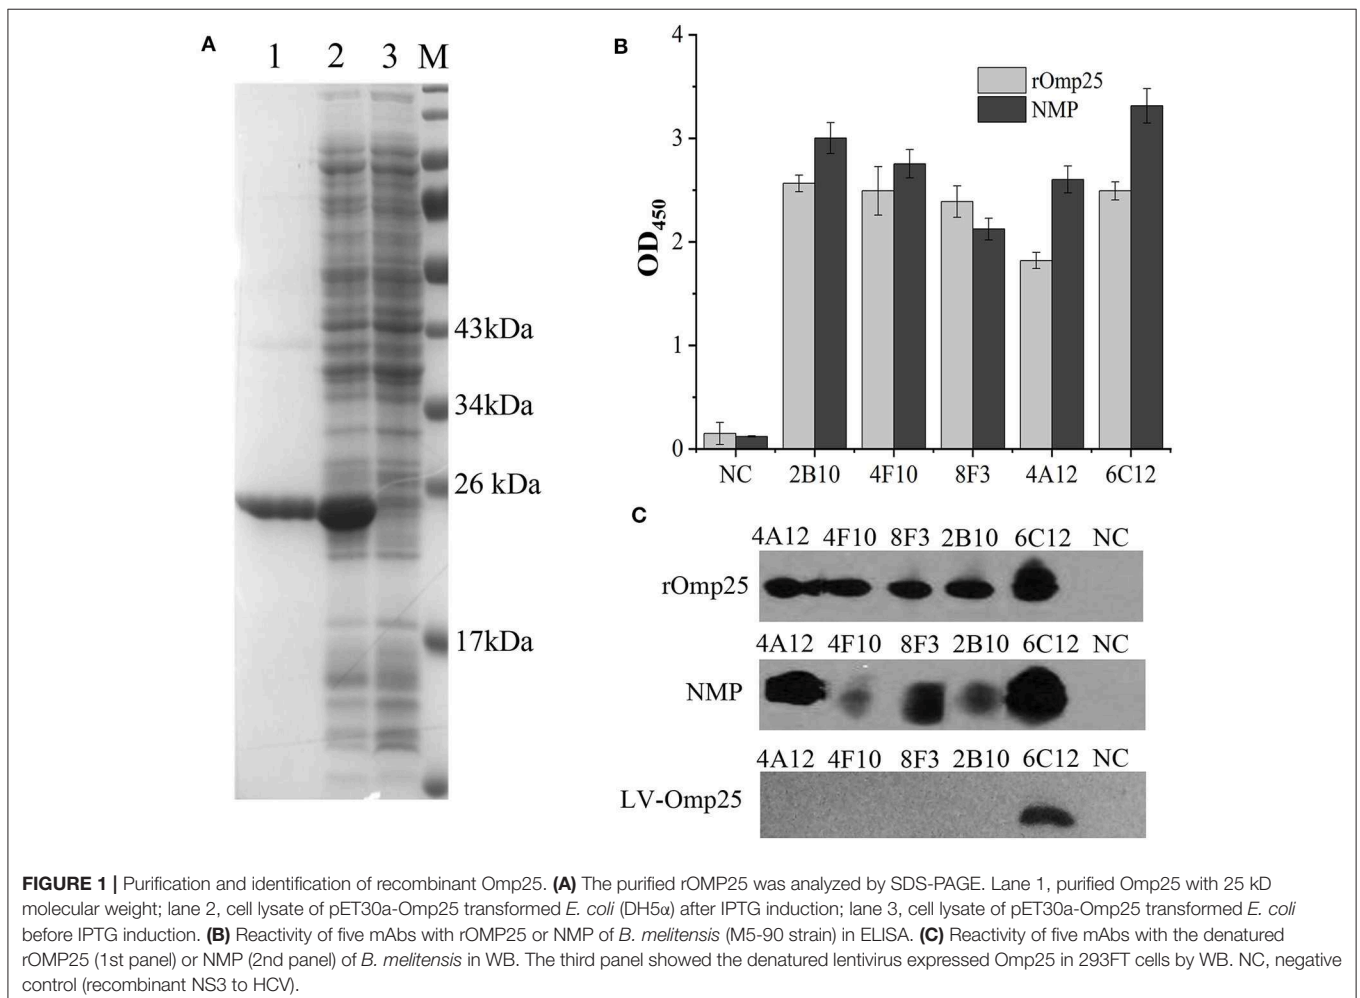 A
1 2 3 M
43kDa
34kDa
26 kDa
17kDa
B
4
3
2
1
0
OD450
rOmp25
NMP
NC 2B10 4F10 8F3 4A12 6C12
C
4A12 4F10 8F3 2B10 6C12 NC
rOmp25
4A12 4F10 8F3 2B10 6C12 NC
NMP
4A12 4F10 8F3 2B10 6C12 NC
LV-Omp25
FIGURE 1 | Purification and identification of recombinant Omp25. (A) The purified rOMP25 was analyzed by SDS-PAGE. Lane 1, purified Omp25 with 25 kD
molecular weight; lane 2, cell lysate of pET30a-Omp25 transformed E. coli (DH5α) after IPTG induction; lane 3, cell lysate of pET30a-Omp25 transformed E. coli
before IPTG induction. (B) Reactivity of five mAbs with rOMP25 or NMP of B. melitensis (M5-90 strain) in ELISA. (C) Reactivity of five mAbs with the denatured
rOMP25 (1st panel) or NMP (2nd panel) of B. melitensis in WB. The third panel showed the denatured lentivirus expressed Omp25 in 293FT cells by WB. NC, negative
control (recombinant NS3 to HCV).